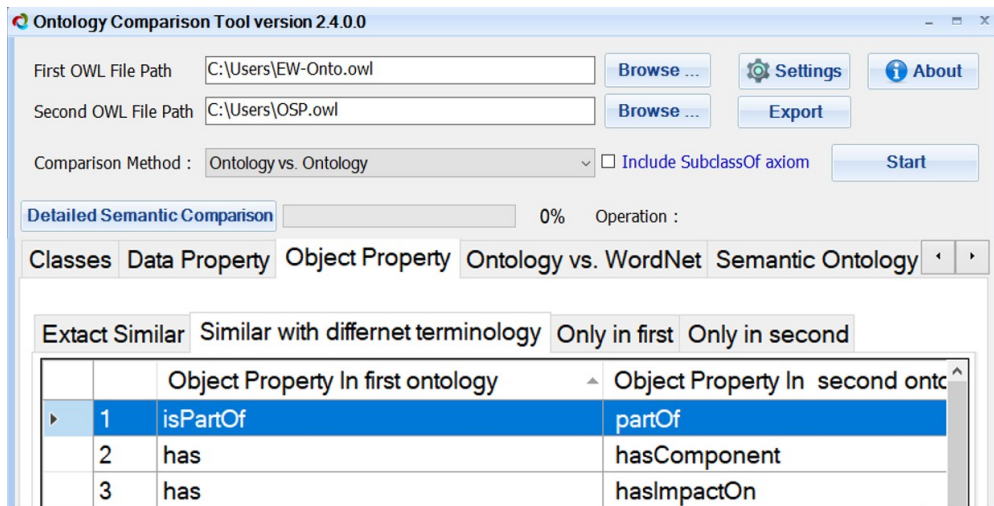 Ontology Comparison Tool version 2.4.0.0
First OWL File Path C:\Users\EW-Onto.owl Browse ... Settings About
Second OWL File Path C:\Users\OSP.owl Browse ... Export
Comparison Method : Ontology vs. Ontology Include SubclassOf axiom Start
Detailed Semantic Comparison 0% Operation :
Classes Data Property Object Property Ontology vs. WordNet Semantic Ontology
Extact Similar Similar with differnet terminology Only in first Only in second
Object Property In first ontology Object Property In second onto
1 isPartOf partOf
2 has hasComponent
3 has hasImpactOn